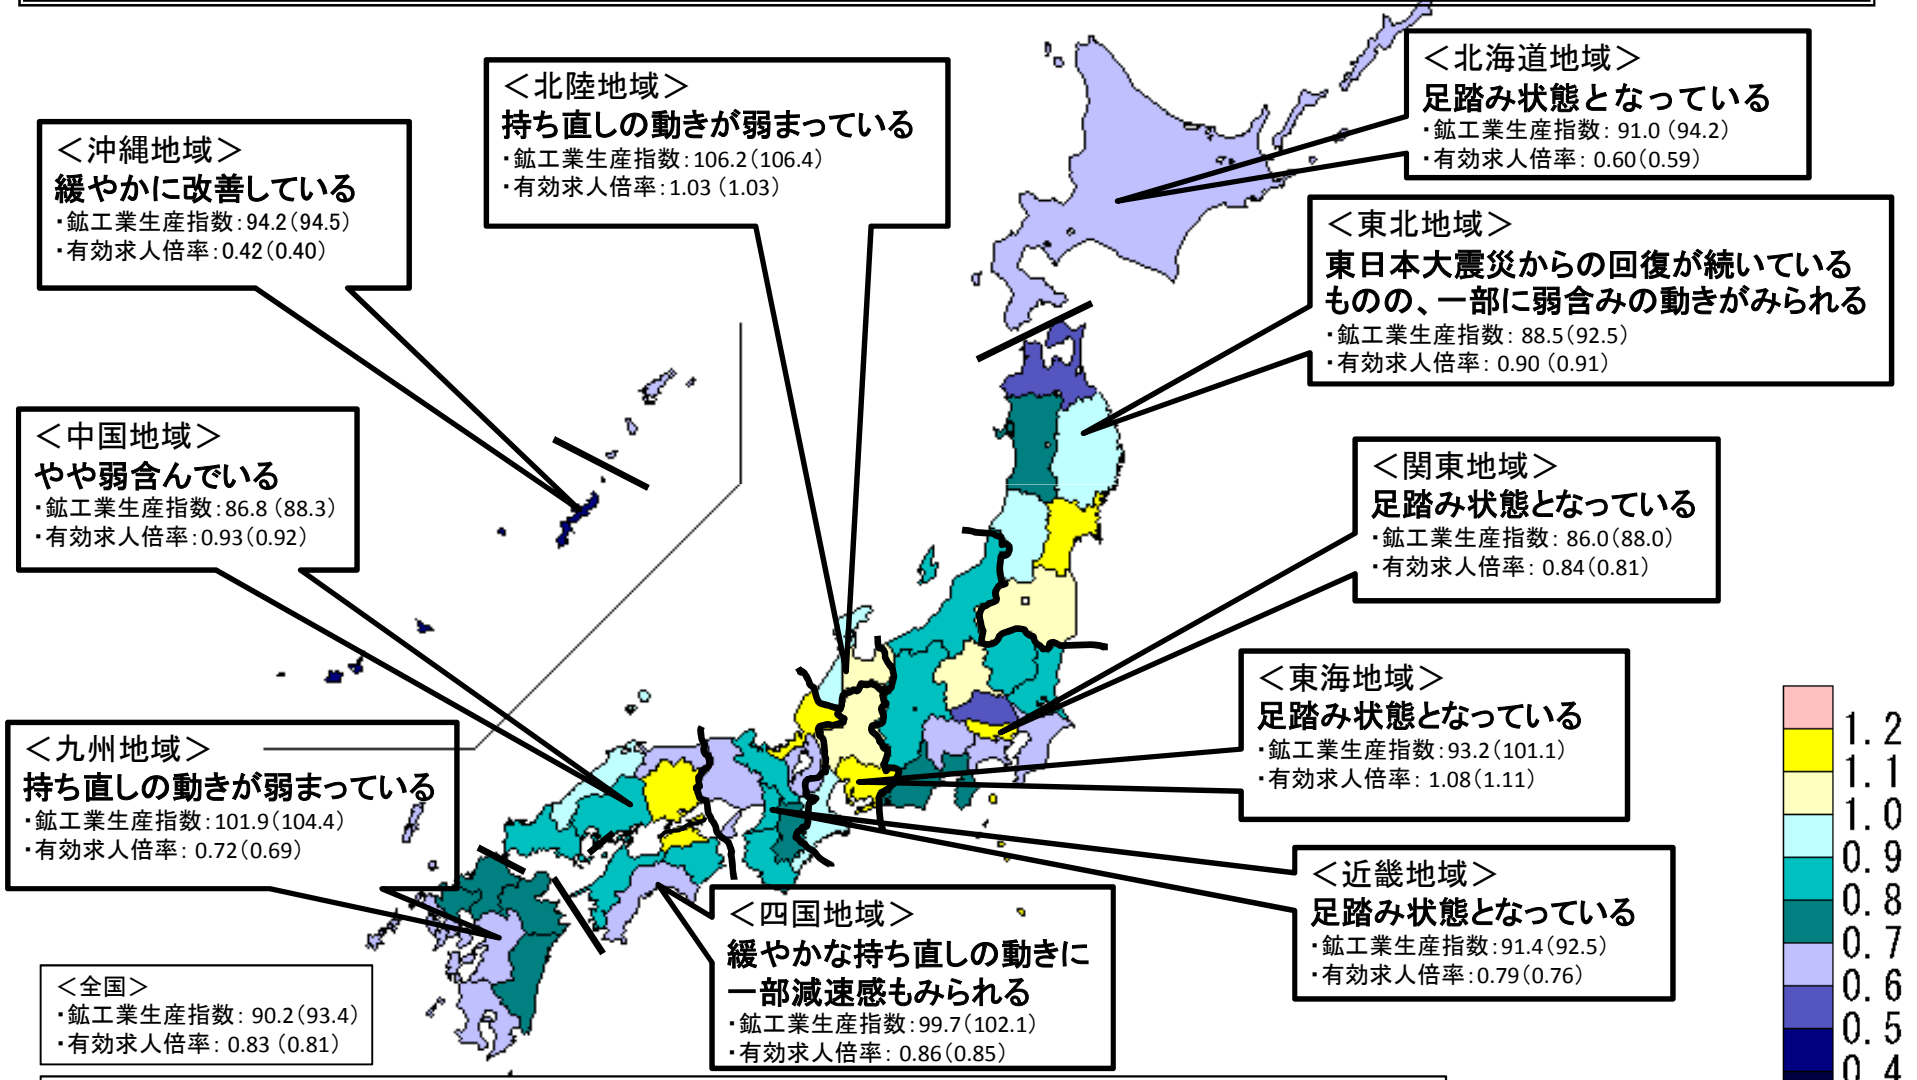 ＜北海道地域＞
足踏み状態となっている
・鉱工業生産指数: 91.0 (94.2)
・有効求人倍率: 0.60(0.59)
＜北陸地域＞
持ち直しの動きが弱まっている
・鉱工業生産指数:106.2(106.4)
・有効求人倍率:1.03 (1.03)
＜沖縄地域＞
緩やかに改善している
・鉱工業生産指数:94.2(94.5)
・有効求人倍率:0.42(0.40)
＜東北地域＞
東日本大震災からの回復が続いている
ものの、一部に弱含みの動きがみられる
・鉱工業生産指数: 88.5(92.5)
・有効求人倍率: 0.90 (0.91)
＜中国地域＞
やや弱含んでいる
・鉱工業生産指数:86.8 (88.3)
・有効求人倍率:0.93(0.92)
＜関東地域＞
足踏み状態となっている
・鉱工業生産指数: 86.0(88.0)
・有効求人倍率: 0.84(0.81)
＜東海地域＞
足踏み状態となっている
・鉱工業生産指数:93.2(101.1)
・有効求人倍率: 1.08(1.11)
＜九州地域＞
持ち直しの動きが弱まっている
・鉱工業生産指数:101.9(104.4)
・有効求人倍率: 0.72(0.69)
＜近畿地域＞
足踏み状態となっている
・鉱工業生産指数:91.4(92.5)
・有効求人倍率:0.79(0.76)
＜四国地域＞
緩やかな持ち直しの動きに
一部減速感もみられる
・鉱工業生産指数:99.7(102.1)
・有効求人倍率: 0.86(0.85)
＜全国＞
・鉱工業生産指数: 90.2(93.4)
・有効求人倍率: 0.83 (0.81)
1.2
1.1
1.0
0.9
0.8
0.7
0.6
0.5
0.4